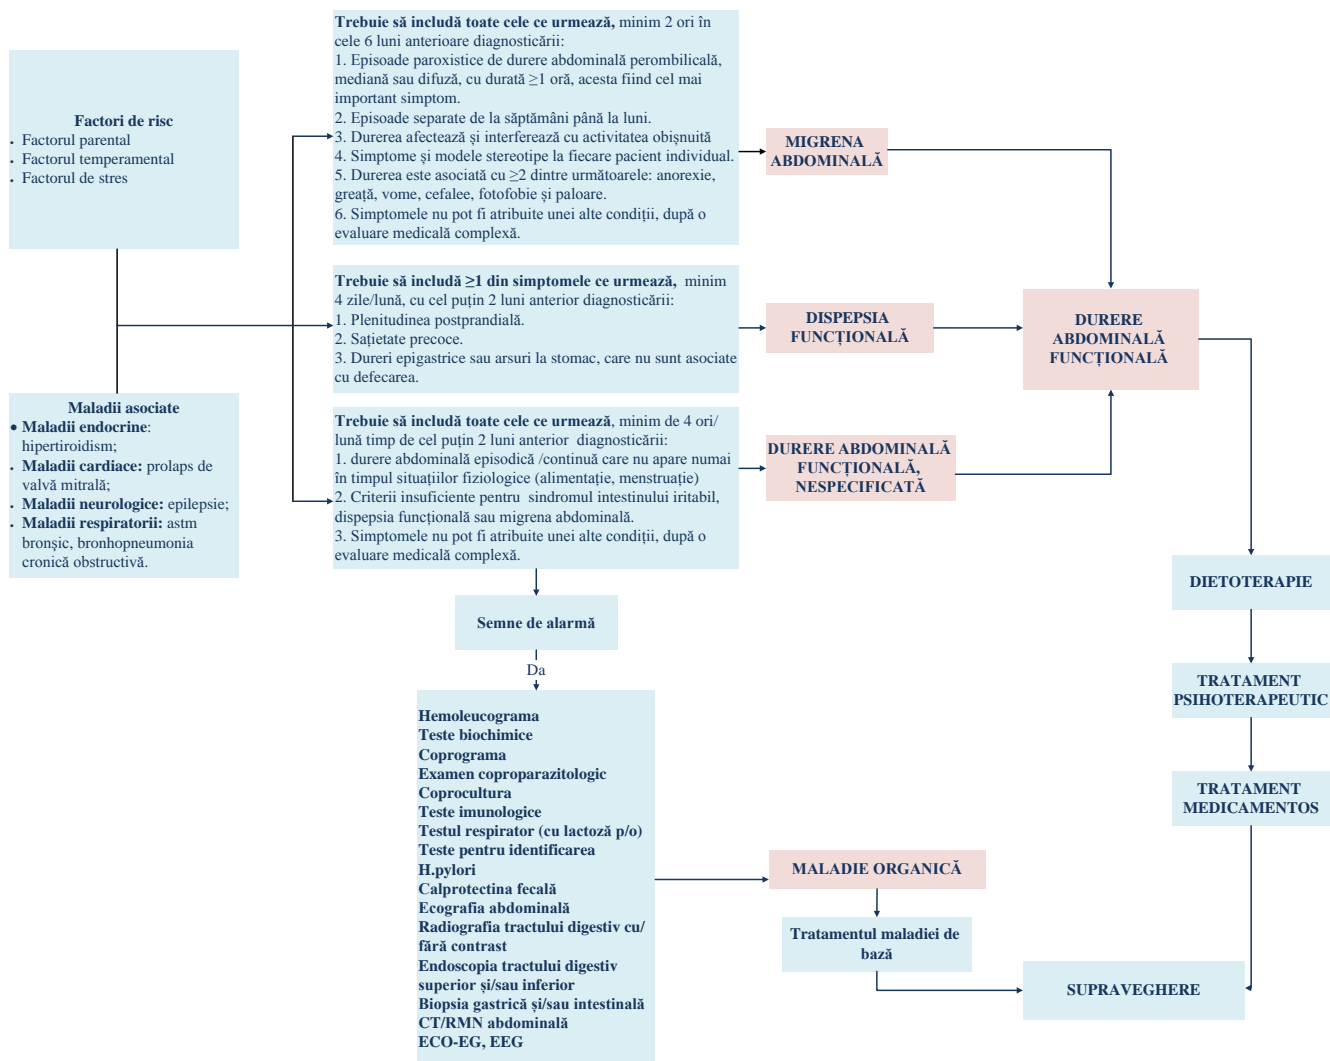 Factori de risc
. Factorul parental
. Factorul temperamental
. Factorul de stres
Maladii asociate
• Maladii endocrine:
hipertiroidism;
. Maladii cardiace: prolaps de
valvă mitrală;
. Maladii neurologice: epilepsie;
. Maladii respiratorii: astm
bronşic, bronhopneumonia
cronică obstructivă.
Trebuie să includă toate cele ce urmează, minim 2 ori în
cele 6 luni anterioare diagnosticării:
1. Episoade paroxistice de durere abdominală perombilicală,
mediană sau difuză, cu durată ≥1 oră, acesta fiind cel mai
important simptom.
2. Episoade separate de la săptămâni până la luni.
3. Durerea afectează și interferează cu activitatea obișnuită
4. Simptome și modele stereotipe la fiecare pacient individual.
5. Durerea este asociată cu ≥2 dintre următoarele: anorexie,
greață, vome, cefalee, fotofobie și paloare.
6. Simptomele nu pot fi atribuite unei alte condiții, după o
evaluare medicală complexă.
MIGRENA
ABDOMINALĂ
Trebuie să includă ≥1 din simptomele ce urmează, minim
4 zile/lună, cu cel puțin 2 luni anterior diagnosticării:
1. Plenitudinea postprandială.
2. Sațietate precoce.
3. Dureri epigastrice sau arsuri la stomac, care nu sunt asociate
cu defecarea.
DISPEPSIA
FUNCȚIONALĂ
Trebuie să includă toate cele ce urmează, minim de 4 ori/
lună timp de cel puțin 2 luni anterior diagnosticării:
1. durere abdominală episodică /continuă care nu apare numai
în timpul situațiilor fiziologice (alimentație, menstruație)
2. Criterii insuficiente pentru sindromul intestinului iritabil,
dispepsia funcțională sau migrena abdominală.
3. Simptomele nu pot fi atribuite unei alte condiții, după o
evaluare medicală complexă.
DURERE ABDOMINALĂ
FUNCȚIONALĂ,
NESPECIFICATĂ
DURERE
ABDOMINALĂ
FUNCȚIONALĂ
Semne de alarmă
Da
Hemoleucograma
Teste biochimice
Coprograma
Examen coproparazitologic
Coprocultura
Teste imunologice
Testul respirator (cu lactoză p/o)
Teste pentru identificarea
H.pylori
Calprotectina fecală
Ecografia abdominală
Radiografia tractului digestiv cu/
fără contrast
Endoscopia tractului digestiv
superior și/sau inferior
Biopsia gastrică și/sau intestinală
CT/RMN abdominală
ECO-EG, EEG
MALADIE ORGANICĂ
Tratamentul maladiei de
bază
DIETOTERAPIE
TRATAMENT
PSIHOTERAPEUTIC
TRATAMENT
MEDICAMENTOS
SUPRAVEGHERE